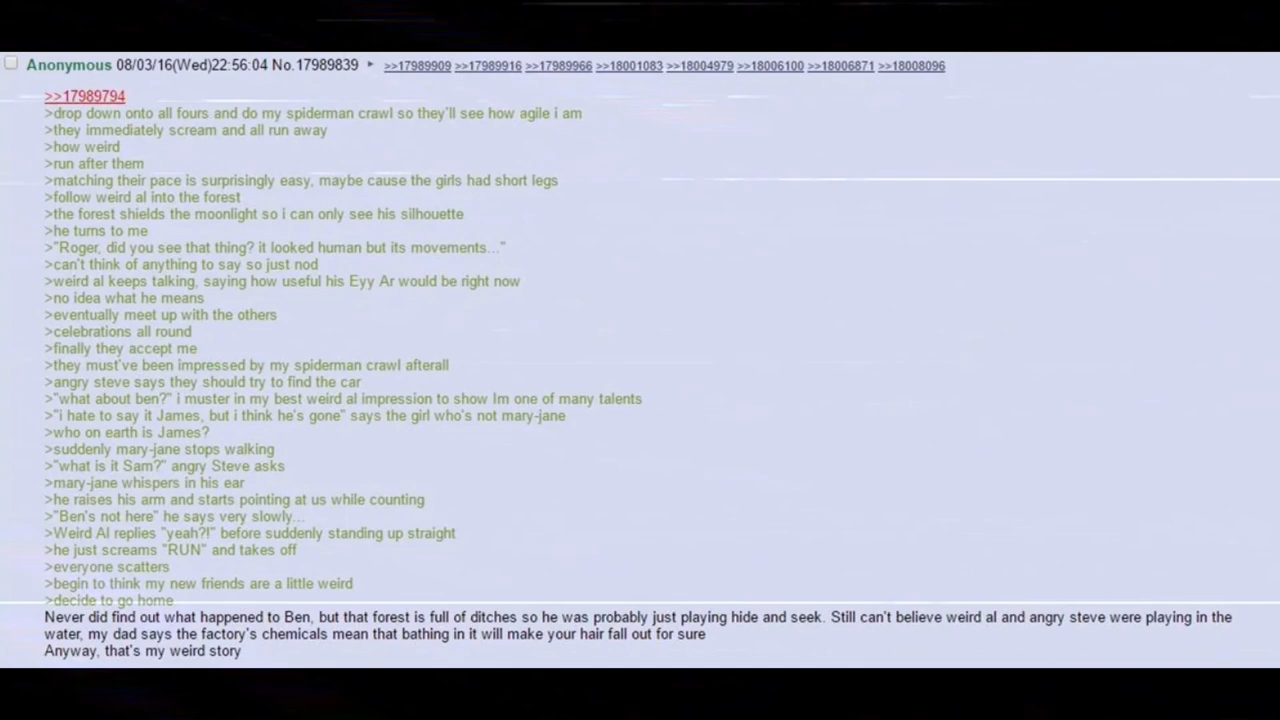 Anonymous 08/03/16(Wed)22:56:04 No.17989839 ▸ >>17989909 >>17989916 >>17989966 >>18001083 >>18004979 >>18006100 >>18006871 >>18008096
>>17989794
>drop down onto all fours and do my spiderman crawl so they'll see how agile i am
>they immediately scream and all run away
>how weird
>run after them
>matching their pace is surprisingly easy, maybe cause the girls had short legs
>follow weird al into the forest
>the forest shields the moonlight so i can only see his silhouette
>he turns to me
>"Roger, did you see that thing? it looked human but its movements..."
>can't think of anything to say so just nod
>weird al keeps talking, saying how useful his Eyy Ar would be right now
>no idea what he means
>eventually meet up with the others
>celebrations all round
>finally they accept me
>they must've been impressed by my spiderman crawl afterall
>angry steve says they should try to find the car
>"what about ben?" i muster in my best weird al impression to show Im one of many talents
>"i hate to say it James, but i think he's gone" says the girl who's not mary-jane
>who on earth is James?
>suddenly mary-jane stops walking
>"what is it Sam?" angry Steve asks
>mary-jane whispers in his ear
>he raises his arm and starts pointing at us while counting
>"Ben's not here" he says very slowly...
>Weird Al replies "yeah?!" before suddenly standing up straight
>he just screams "RUN" and takes off
>everyone scatters
>begin to think my new friends are a little weird
>decide to go home
Never did find out what happened to Ben, but that forest is full of ditches so he was probably just playing hide and seek. Still can't believe weird al and angry steve were playing in the
water, my dad says the factory's chemicals mean that bathing in it will make your hair fall out for sure
Anyway, that's my weird story